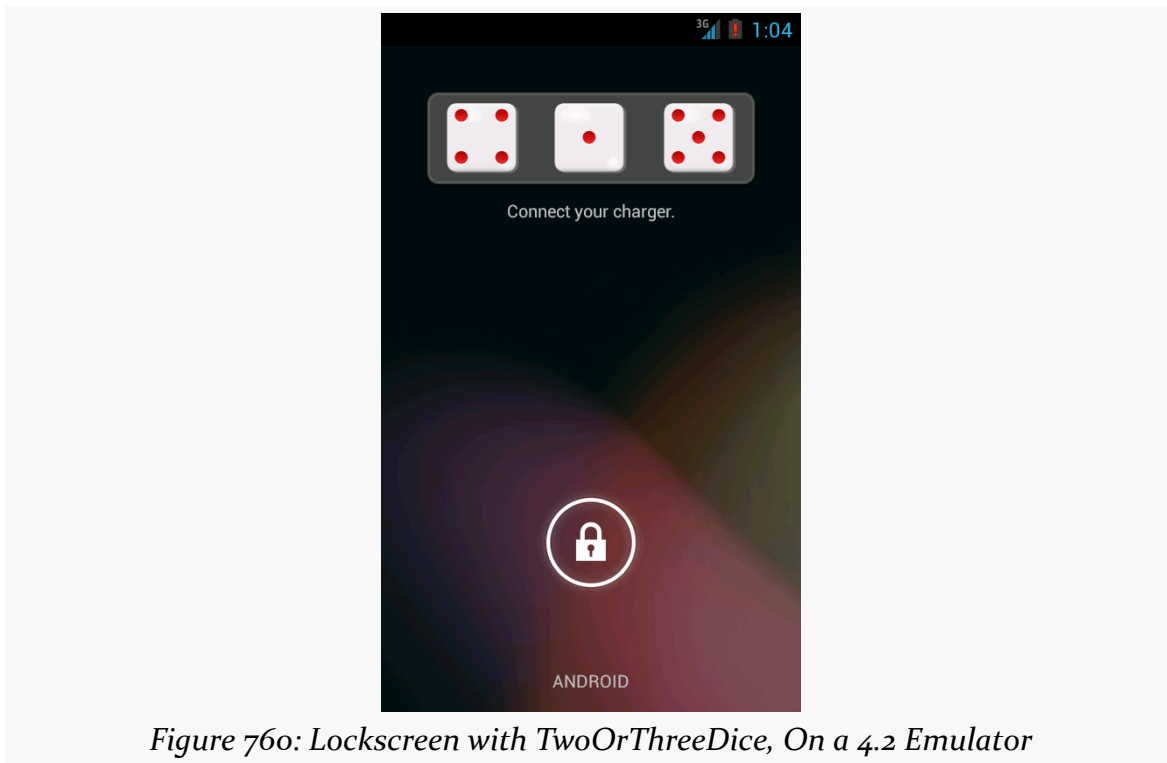 3G 1:04
Connect your charger.
ANDROID
Figure 760: Lockscreen with TwoOrThreeDice, On a 4.2 Emulator